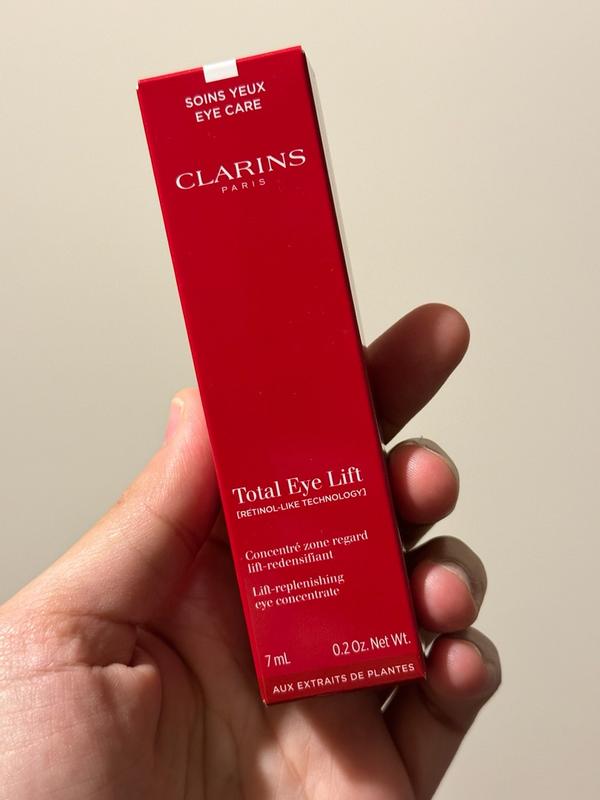 SOINS YEUX
EYE CARE
CLARINS
PARIS
Total Eye Lift
[RETINOL-LIKE TECHNOLOGY]
Concentré zone regard
lift-redensifiant
Lift-replenishing
eye concentrate
7 mL 0.2 Oz. Net Wt.
AUX EXTRAITS DE PLANTES